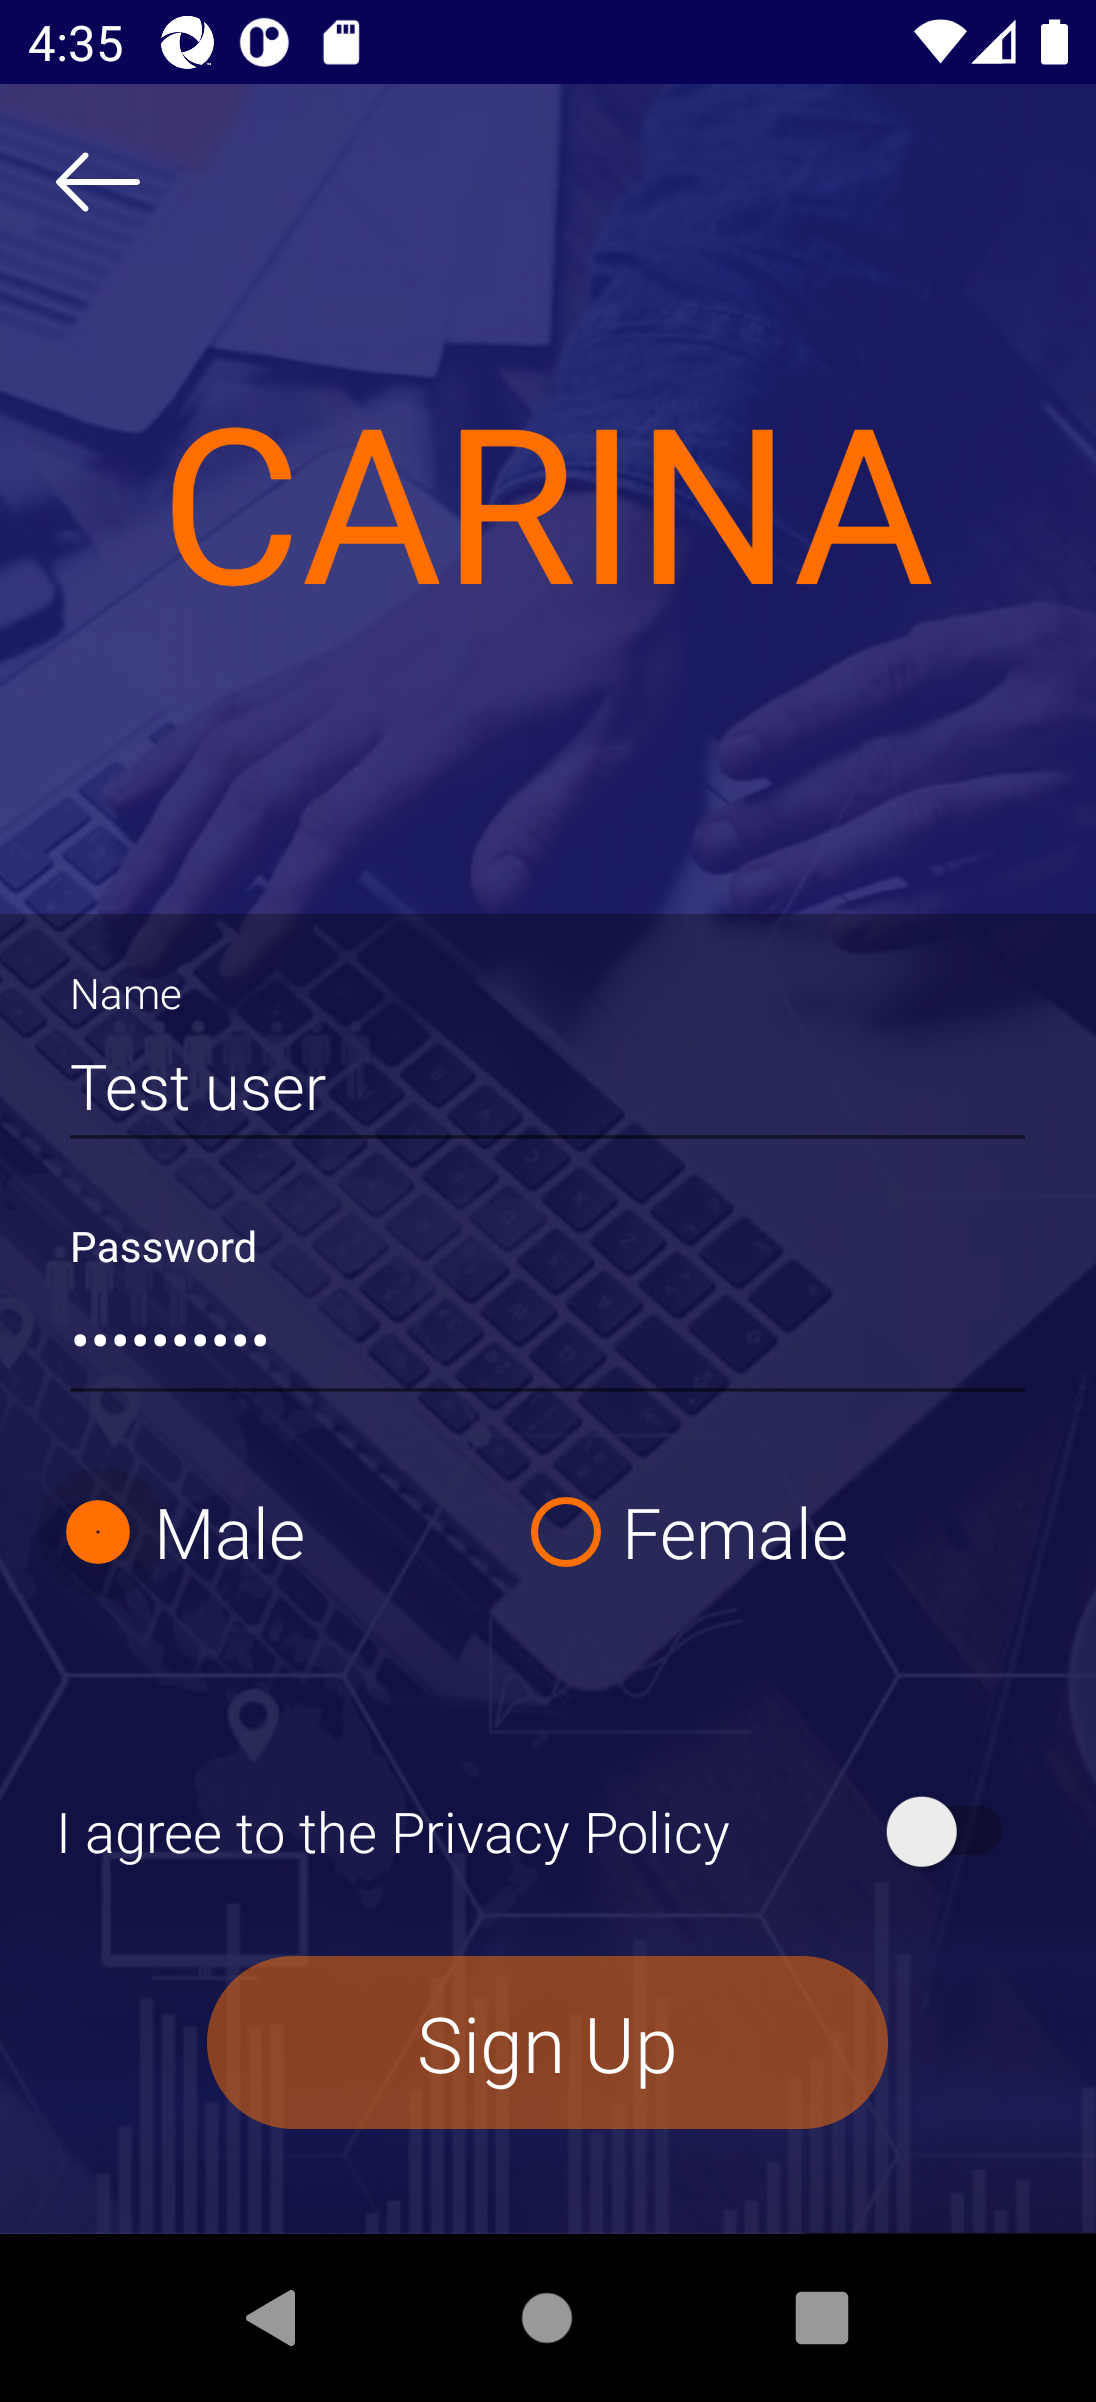 4:35
CARINA
Name
Test user
Password
••••••••••
Male
Female
I agree to the Privacy Policy
Sign Up